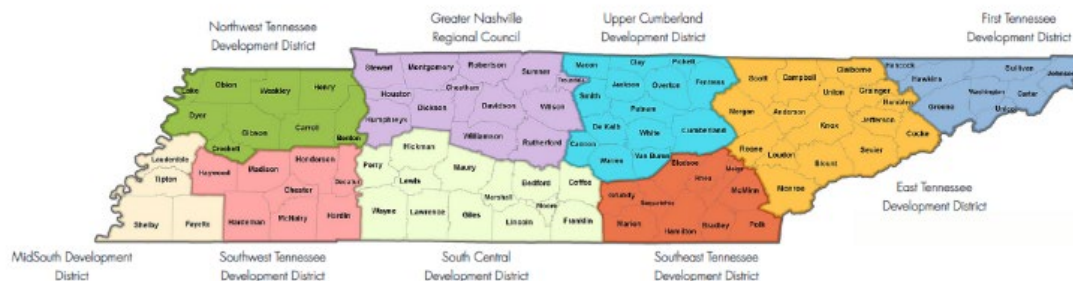 Northwest Tennessee
Development District
Greater Nashville
Regional Council
Upper Cumberland
Development District
First Tennessee
Development District
Lake
Obion
Weakley
Henry
Dyer
Gibson
Carroll
Benton
Crockett
Stewart
Montgomery
Robertson
Sumner
Trousdale
Houston
Cheatham
Dickson
Davidson
Wilson
Humphreys
Williamson
Rutherford
Macon
Clay
Pickett
Smith
Jackson
Overton
Fentress
Putnam
De Kalb
White
Cumberland
Cannon
Warren
Van Buren
Scott
Campbell
Claiborne
Union
Grainger
Hamblen
Morgan
Anderson
Knox
Jefferson
Cocke
Roane
Loudon
Blount
Sevier
Monroe
Hancock
Hawkins
Sullivan
Johnson
Greene
Washington
Carter
Unicoi
Lauderdale
Tipton
Shelby
Fayette
Haywood
Madison
Henderson
Decatur
Chester
Hardeman
McNairy
Hardin
Perry
Hickman
Maury
Lewis
Bedford
Coffee
Marshall
Moore
Wayne
Lawrence
Giles
Lincoln
Franklin
Bledsoe
Rhea
Meigs
McMinn
Grundy
Sequatchie
Marion
Hamilton
Bradley
Polk
East Tennessee
Development District
MidSouth Development
District
Southwest Tennessee
Development District
South Central
Development District
Southeast Tennessee
Development District